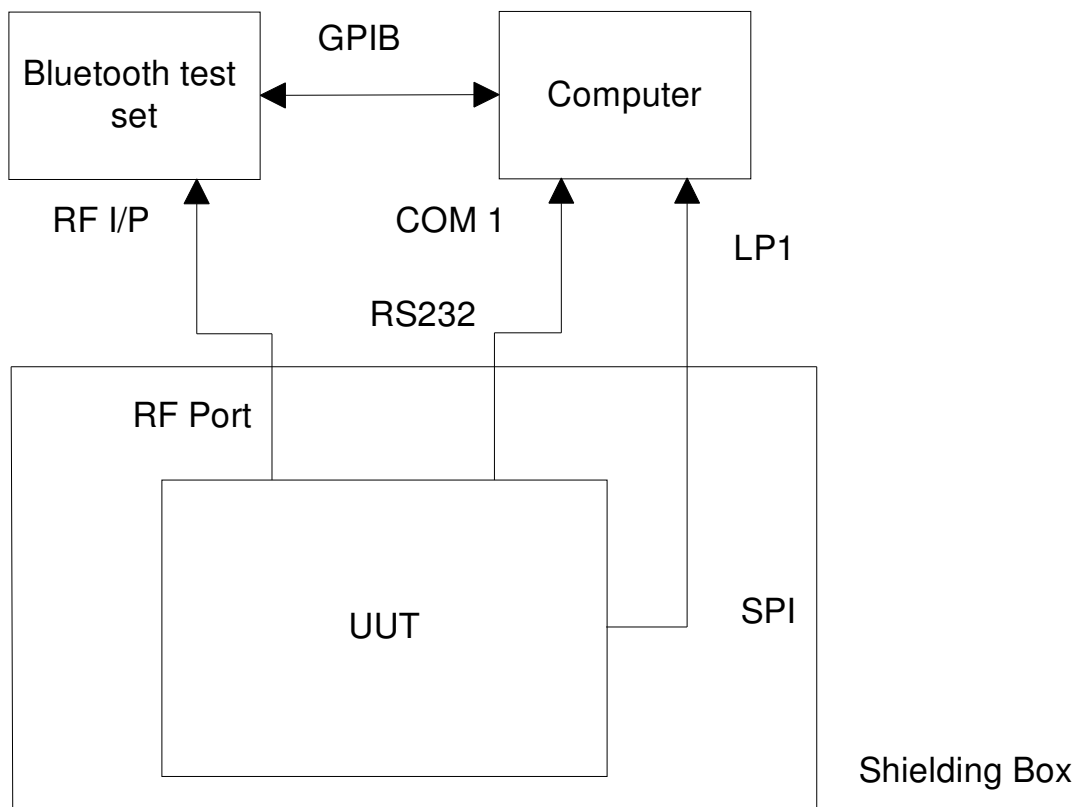 GPIB
Bluetooth test
set
Computer
RF I/P
COM 1
LP1
RS232
RF Port
UUT
SPI
Shielding Box